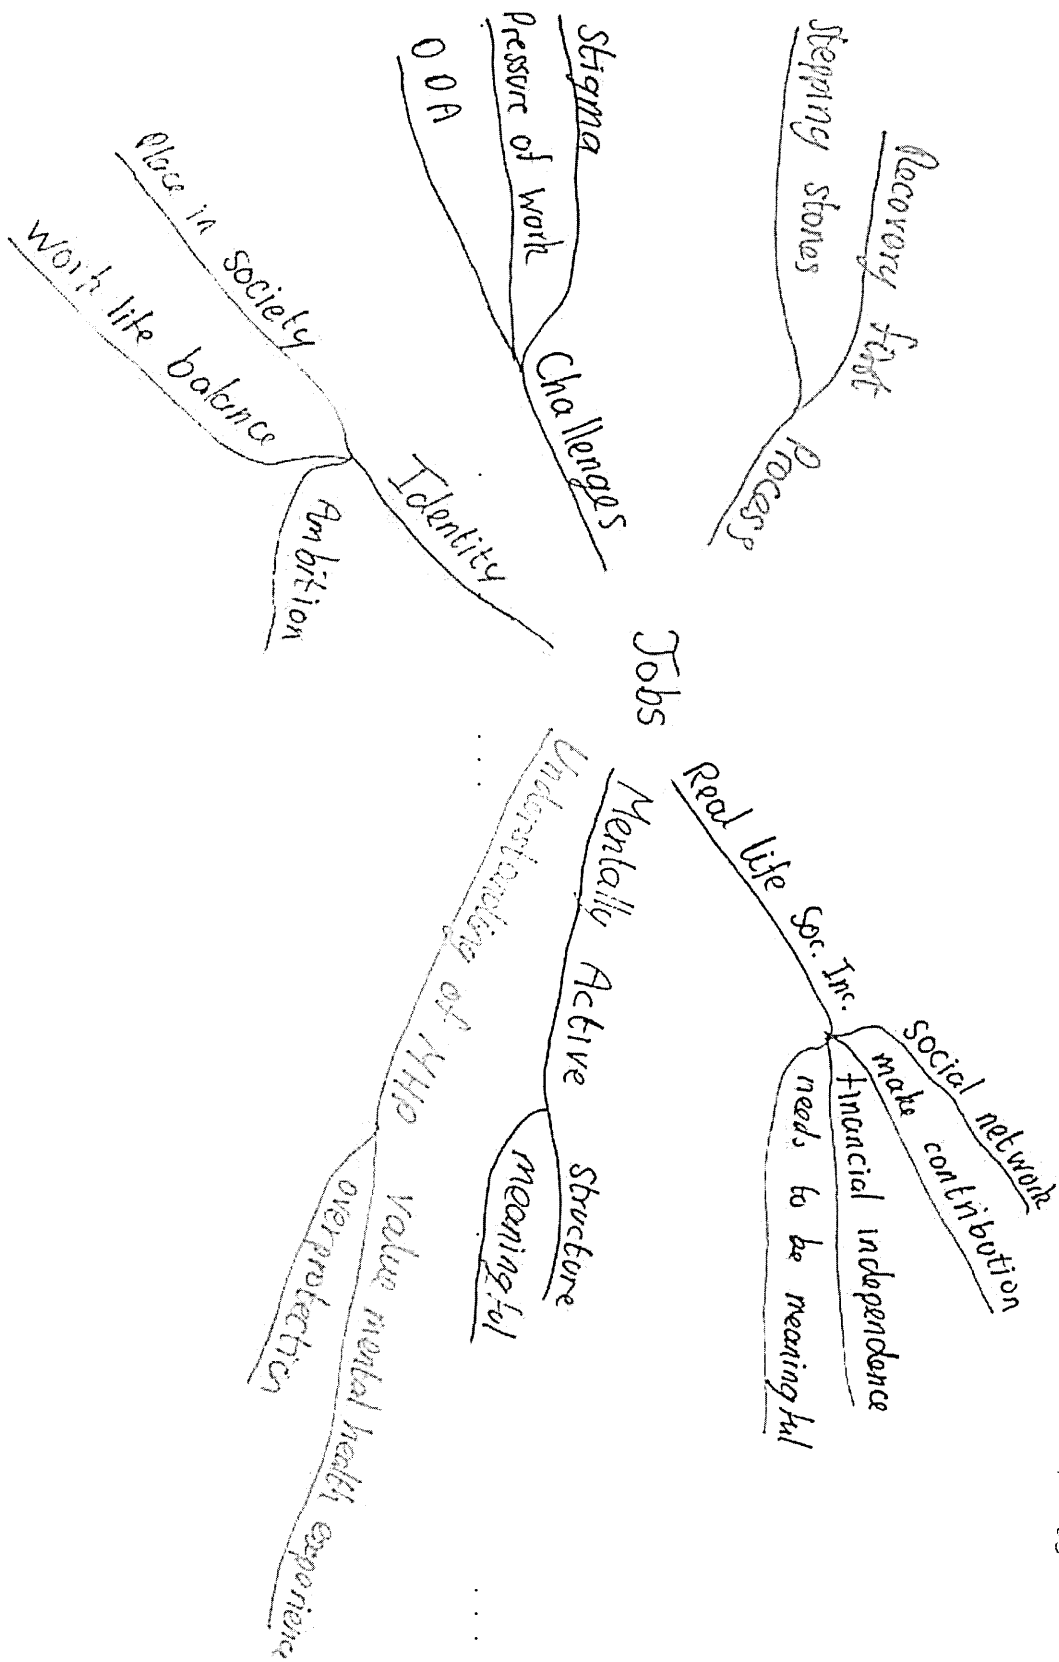 Jobs
Process
Recovery first
Stepping stones
Real life Soc. Inc.
social network
make contribution
financial independence
needs to be meaningful
Mentally Active
structure
meaningful
Understanding of MHP
Value mental health experience
overprotection
Identity
Place in society
work life balance
Ambition
Challenges
Stigma
Pressure of work
DDA